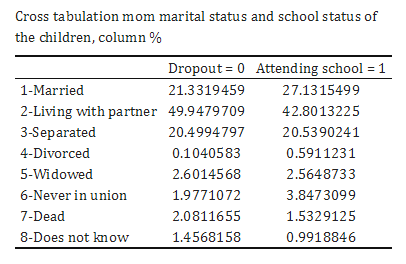 Cross tabulation mom marital status and school status of
the children, column %
Dropout = 0 Attending school = 1
1-Married 21.3319459 27.1315499
2-Living with partner 49.9479709 42.8013225
3-Separated 20.4994797 20.5390241
4-Divorced 0.1040583 0.5911231
5-Widowed 2.6014568 2.5648733
6-Never in union 1.9771072 3.8473099
7-Dead 2.0811655 1.5329125
8-Does not know 1.4568158 0.9918846